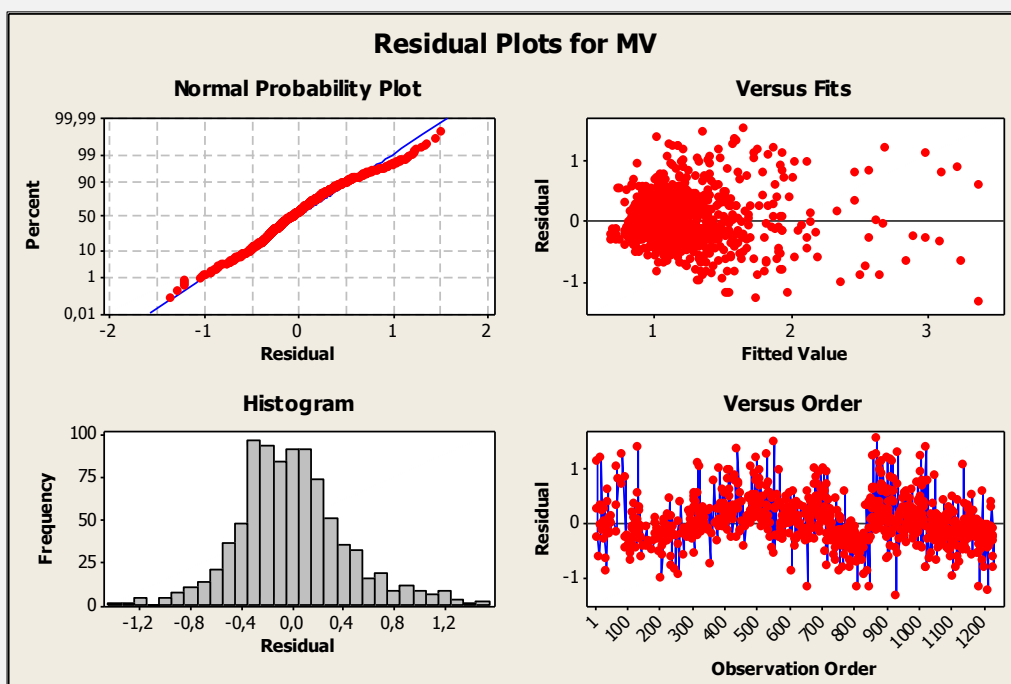 Residual Plots for MV
Normal Probability Plot
99,99
99
90
50
10
1
0,01
Percent
-2 -1 0 1 2
Residual
Versus Fits
1
0
-1
Residual
1 2 3
Fitted Value
Histogram
100
75
50
25
0
Frequency
-1,2 -0,8 -0,4 0,0 0,4 0,8 1,2
Residual
Versus Order
1
0
-1
Residual
1 100 200 300 400 500 600 700 800 900 1000 1100 1200
Observation Order